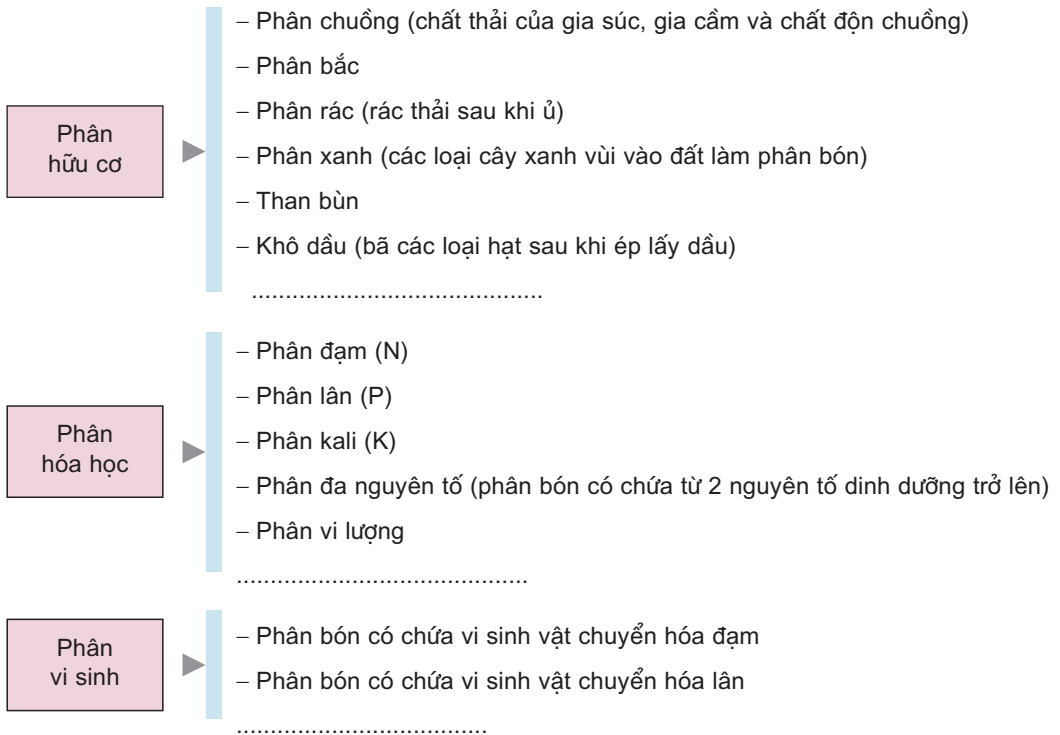 Phân
hữu cơ
– Phân chuồng (chất thải của gia súc, gia cầm và chất độn chuồng)
– Phân bắc
– Phân rác (rác thải sau khi ủ)
– Phân xanh (các loại cây xanh vùi vào đất làm phân bón)
– Than bùn
– Khô dầu (bã các loại hạt sau khi ép lấy dầu)
...........................................
Phân
hóa học
– Phân đạm (N)
– Phân lân (P)
– Phân kali (K)
– Phân đa nguyên tố (phân bón có chứa từ 2 nguyên tố dinh dưỡng trở lên)
– Phân vi lượng
...........................................
Phân
vi sinh
– Phân bón có chứa vi sinh vật chuyển hóa đạm
– Phân bón có chứa vi sinh vật chuyển hóa lân
.....................................